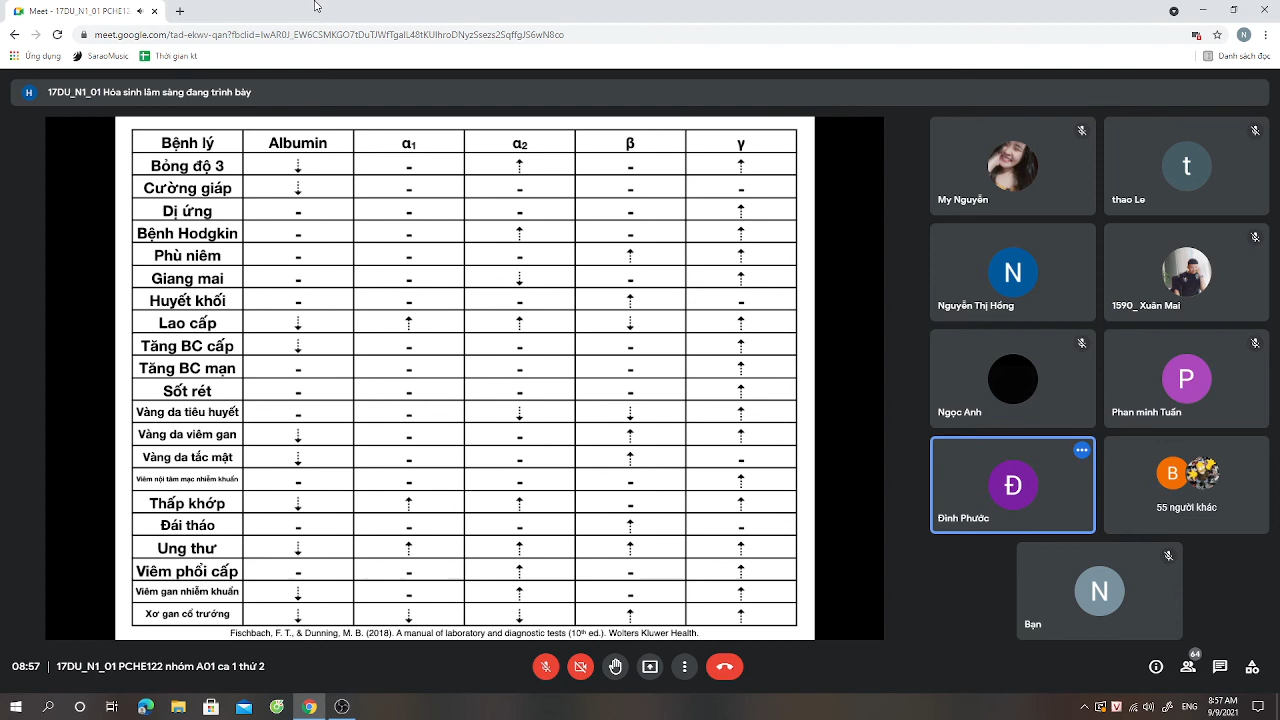 Meet - 17DU_N1_01 PCHE12
meet.google.com/tad-ekwv-qan?fbclid=IwAR0J_EW6CSMKGO7tDuTJWfTgaIL48tKUIhroDNyzSsezs2SqffgJS6wN8co
N
Ứng dụng SaraoMusic Thời gian kt Danh sách đọc
H 17DU_N1_01 Hóa sinh lâm sàng đang trình bày
Bệnh lý Albumin α₁ α₂ β γ
Bỏng độ 3 ⇣ - ⇡ - ⇡
Cường giáp ⇣ - - - -
Dị ứng - - - - ⇡
Bệnh Hodgkin - - ⇡ - ⇡
Phù niêm - - - ⇡ ⇡
Giang mai - - ⇣ - ⇡
Huyết khối - - - ⇡ -
Lao cấp ⇣ ⇡ ⇡ ⇣ ⇡
Tăng BC cấp ⇣ - - - ⇡
Tăng BC mạn - - - - ⇡
Sốt rét - - - - ⇡
Vàng da tiêu huyết - - ⇣ ⇣ ⇡
Vàng da viêm gan ⇣ - - ⇡ ⇡
Vàng da tắc mật ⇣ - - ⇡ -
Viêm nội tâm mạc nhiễm khuẩn - - - - ⇡
Thấp khớp ⇣ ⇡ ⇡ - ⇡
Đái tháo - - - ⇡ -
Ung thư ⇣ ⇡ ⇡ ⇡ ⇡
Viêm phổi cấp - - ⇡ - ⇡
Viêm gan nhiễm khuẩn ⇣ - ⇡ - ⇡
Xơ gan cổ trướng ⇣ ⇣ ⇣ ⇡ ⇡
Fischbach, F. T., & Dunning, M. B. (2018). A manual of laboratory and diagnostic tests (10th ed.). Wolters Kluwer Health.
My Nguyễn
t
thao Le
N
Nguyễn Thị Hồng
1590_ Xuân Mai
Ngọc Anh
P
Phan minh Tuấn
Đ
Đình Phước
B
55 người khác
N
Bạn
08:57 | 17DU_N1_01 PCHE122 nhóm A01 ca 1 thứ 2
64
8:57 AM
9/9/2021